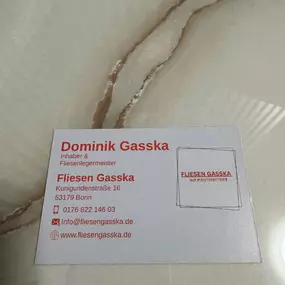 Dominik Gasska
Inhaber &
Fliesenlegermeister
Fliesen Gasska
Kunigundenstraße 16
53179 Bonn
0176 622 146 03
info@fliesengasska.de
www.fliesengasska.de
FLIESEN GASSKA